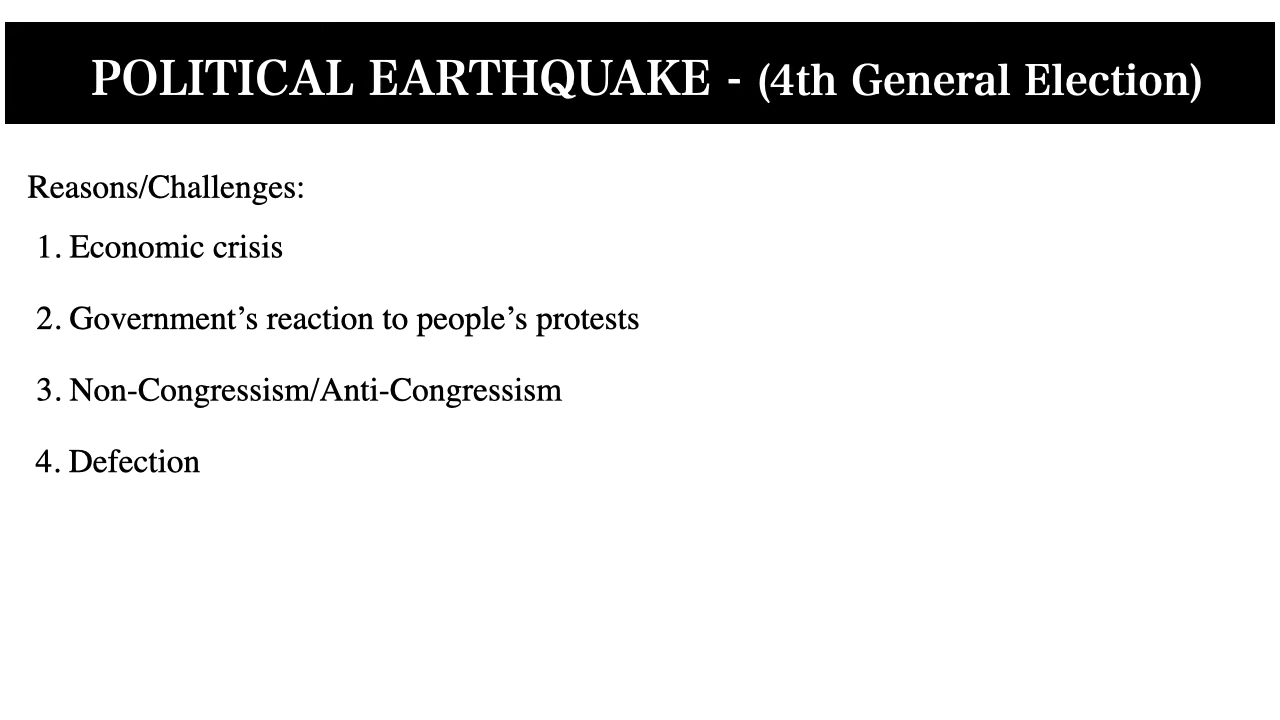 POLITICAL EARTHQUAKE - (4th General Election)
Reasons/Challenges:
1. Economic crisis
2. Government’s reaction to people’s protests
3. Non-Congressism/Anti-Congressism
4. Defection